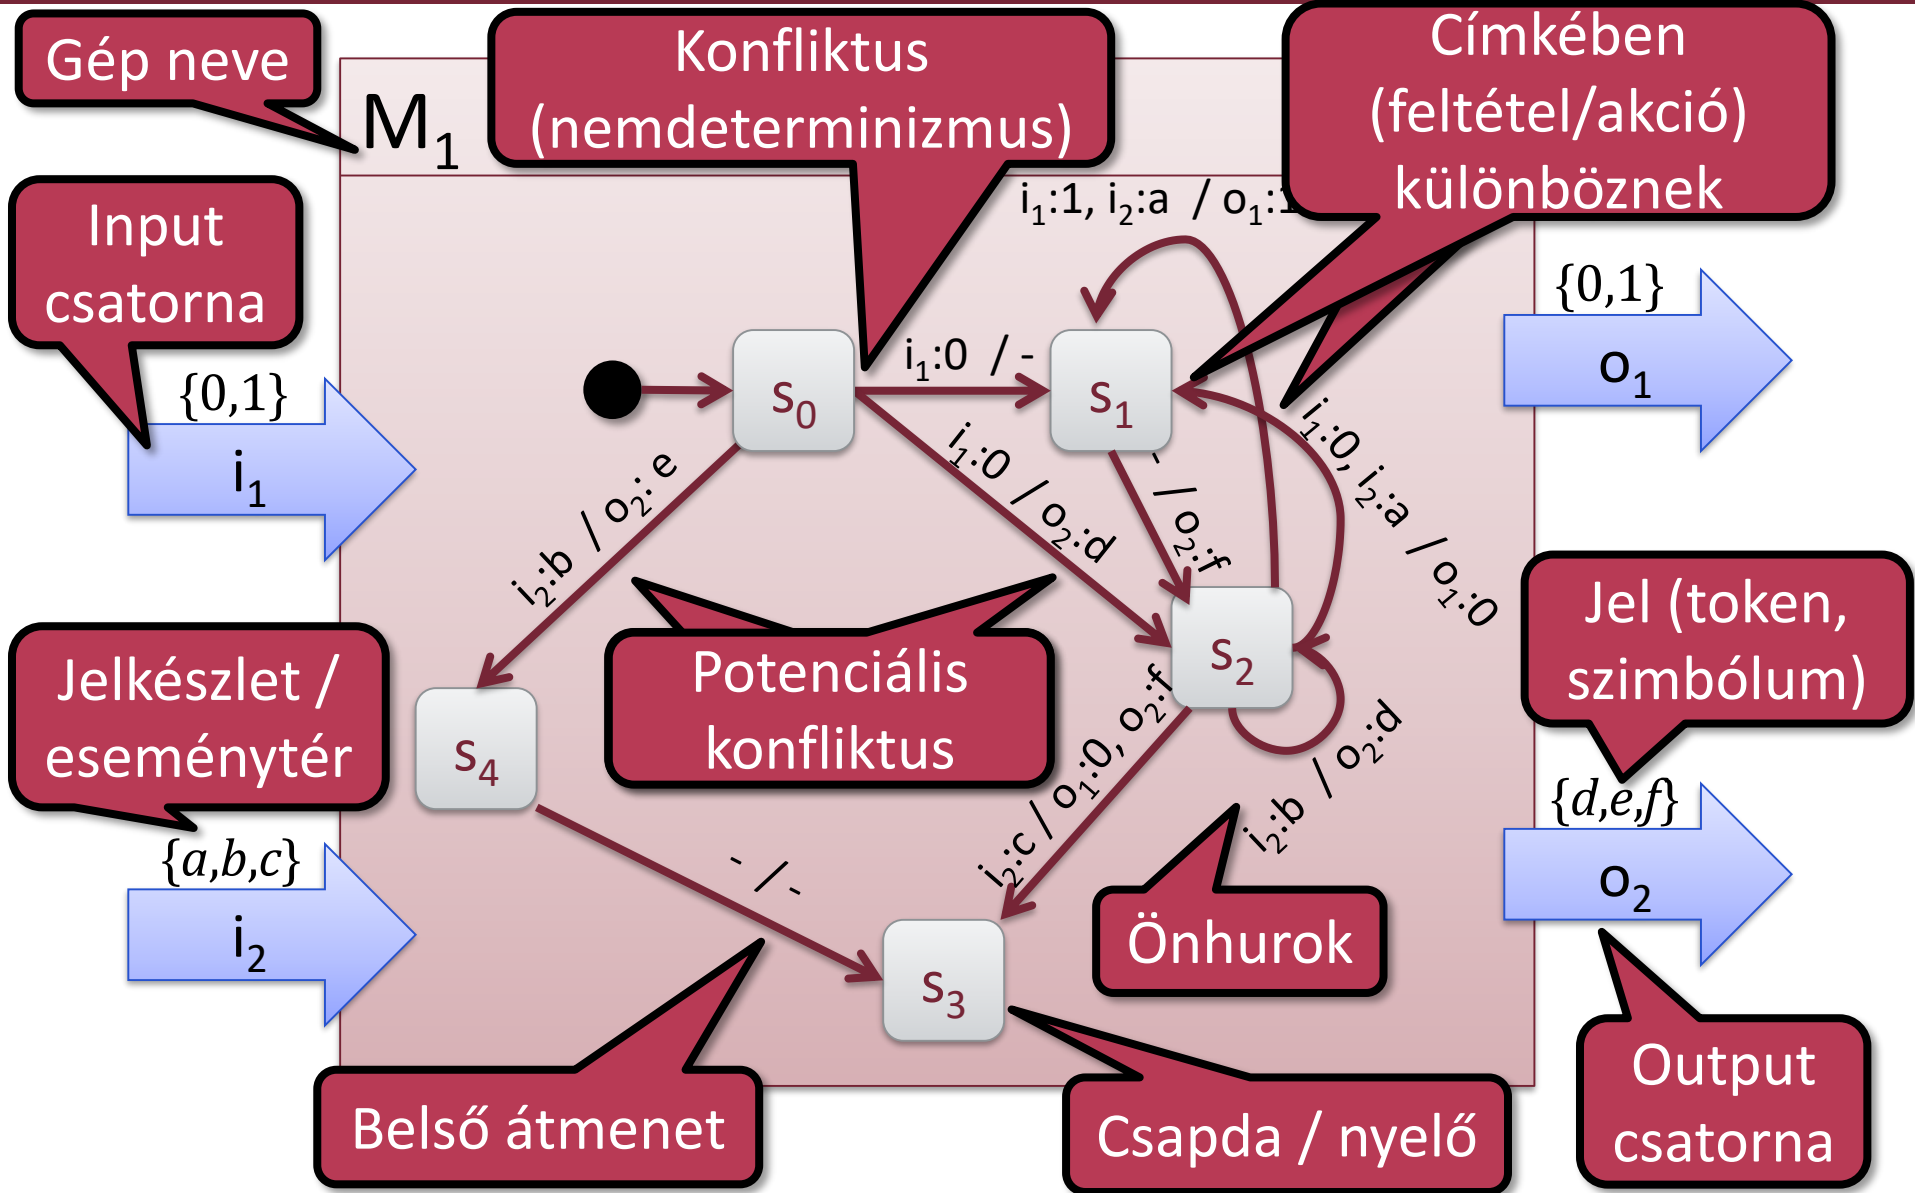 Gép neve
M1
Konfliktus
(nemdeterminizmus)
Címkében
(feltétel/akció)
különböznek
Input
csatorna
{0,1}
i1
i1:1, i2:a / o1:1
{0,1}
o1
s0
i1:0 / -
s1
i1:0 / o2:d
i2:b / o2: e
- / o2:f
i1:0, i2:a / o1:0
Potenciális
konfliktus
s2
Jel (token,
szimbólum)
Jelkészlet /
eseménytér
s4
i2:c / o1:0, o2:f
i2:b / o2:d
{d,e,f}
o2
{a,b,c}
i2
- / -
Önhurok
s3
Belső átmenet
Csapda / nyelő
Output
csatorna